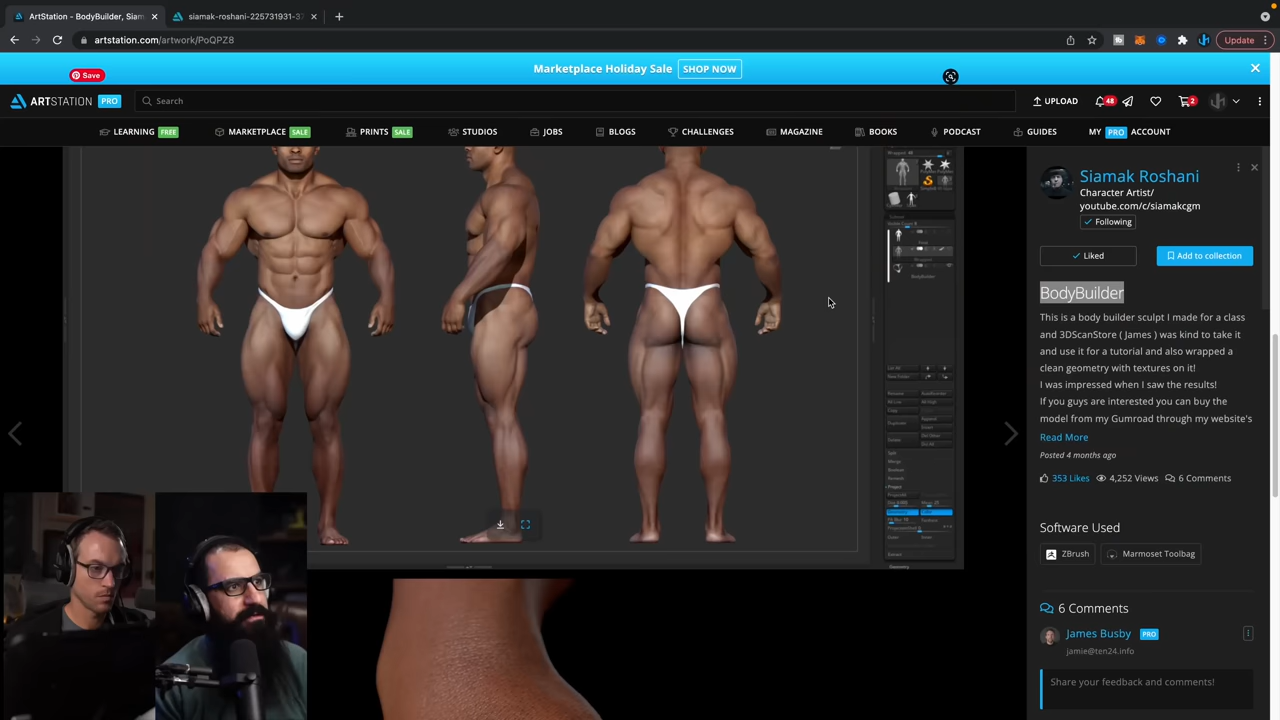 ArtStation - BodyBuilder, Siam
siamak-roshani-225731931-3
artstation.com/artwork/PoQPZ8
Update
Marketplace Holiday Sale
SHOP NOW
Save
ARTSTATION PRO
Search
UPLOAD
48
2
LEARNING FREE
MARKETPLACE SALE
PRINTS SALE
STUDIOS
JOBS
BLOGS
CHALLENGES
MAGAZINE
BOOKS
PODCAST
GUIDES
MY PRO ACCOUNT
Siamak Roshani
Character Artist/
youtube.com/c/siamakcgm
Following
Liked
Add to collection
BodyBuilder
This is a body builder sculpt I made for a class
and 3DScanStore ( James ) was kind to take it
and use it for a tutorial and also wrapped a
clean geometry with textures on it!
I was impressed when I saw the results!
If you guys are interested you can buy the
model from my Gumroad through my website's
Read More
Posted 4 months ago
353 Likes
4,252 Views
6 Comments
Software Used
ZBrush
Marmoset Toolbag
6 Comments
James Busby PRO
jamie@ten24.info
Share your feedback and comments!